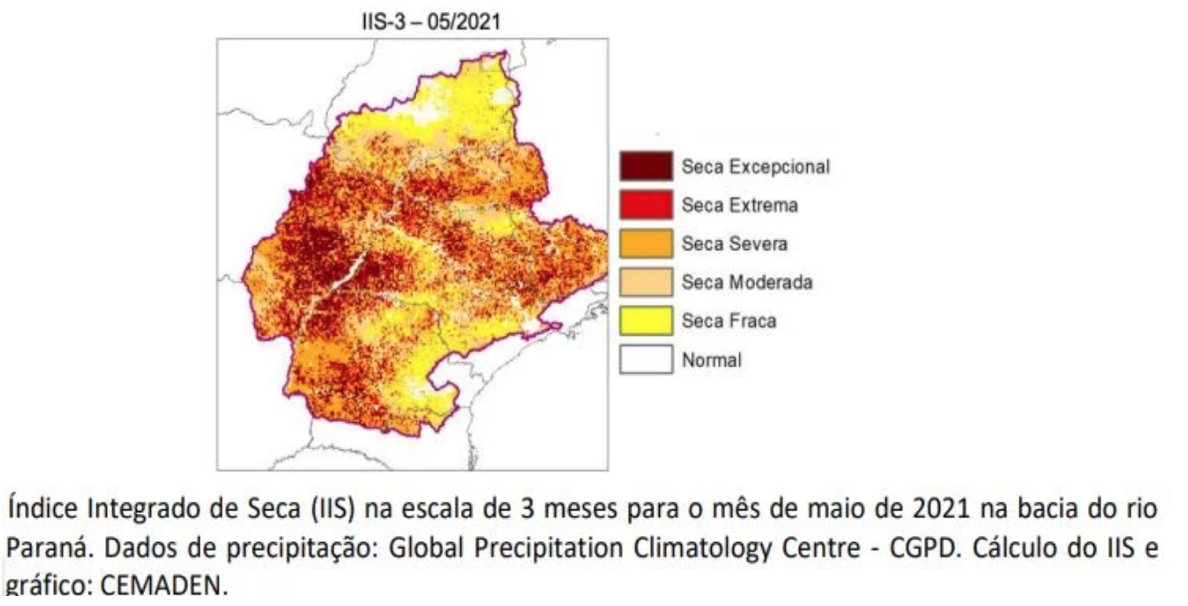 IIS-3 – 05/2021
Seca Excepcional
Seca Extrema
Seca Severa
Seca Moderada
Seca Fraca
Normal
Índice Integrado de Seca (IIS) na escala de 3 meses para o mês de maio de 2021 na bacia do rio
Paraná. Dados de precipitação: Global Precipitation Climatology Centre - CGPD. Cálculo do IIS e
gráfico: CEMADEN.